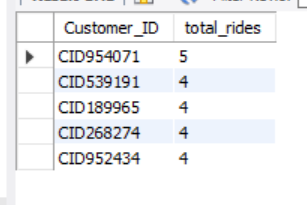 Customer_ID total_rides
CID954071 5
CID539191 4
CID189965 4
CID268274 4
CID952434 4